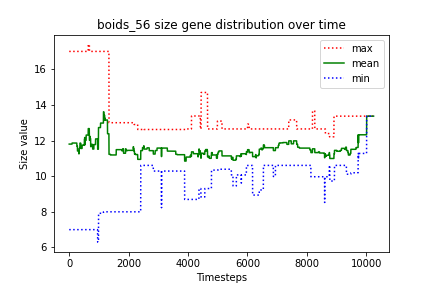 boids_56 size gene distribution over time
max
mean
min
Size value
16
14
12
10
8
6
0
2000
4000
6000
8000
10000
Timesteps